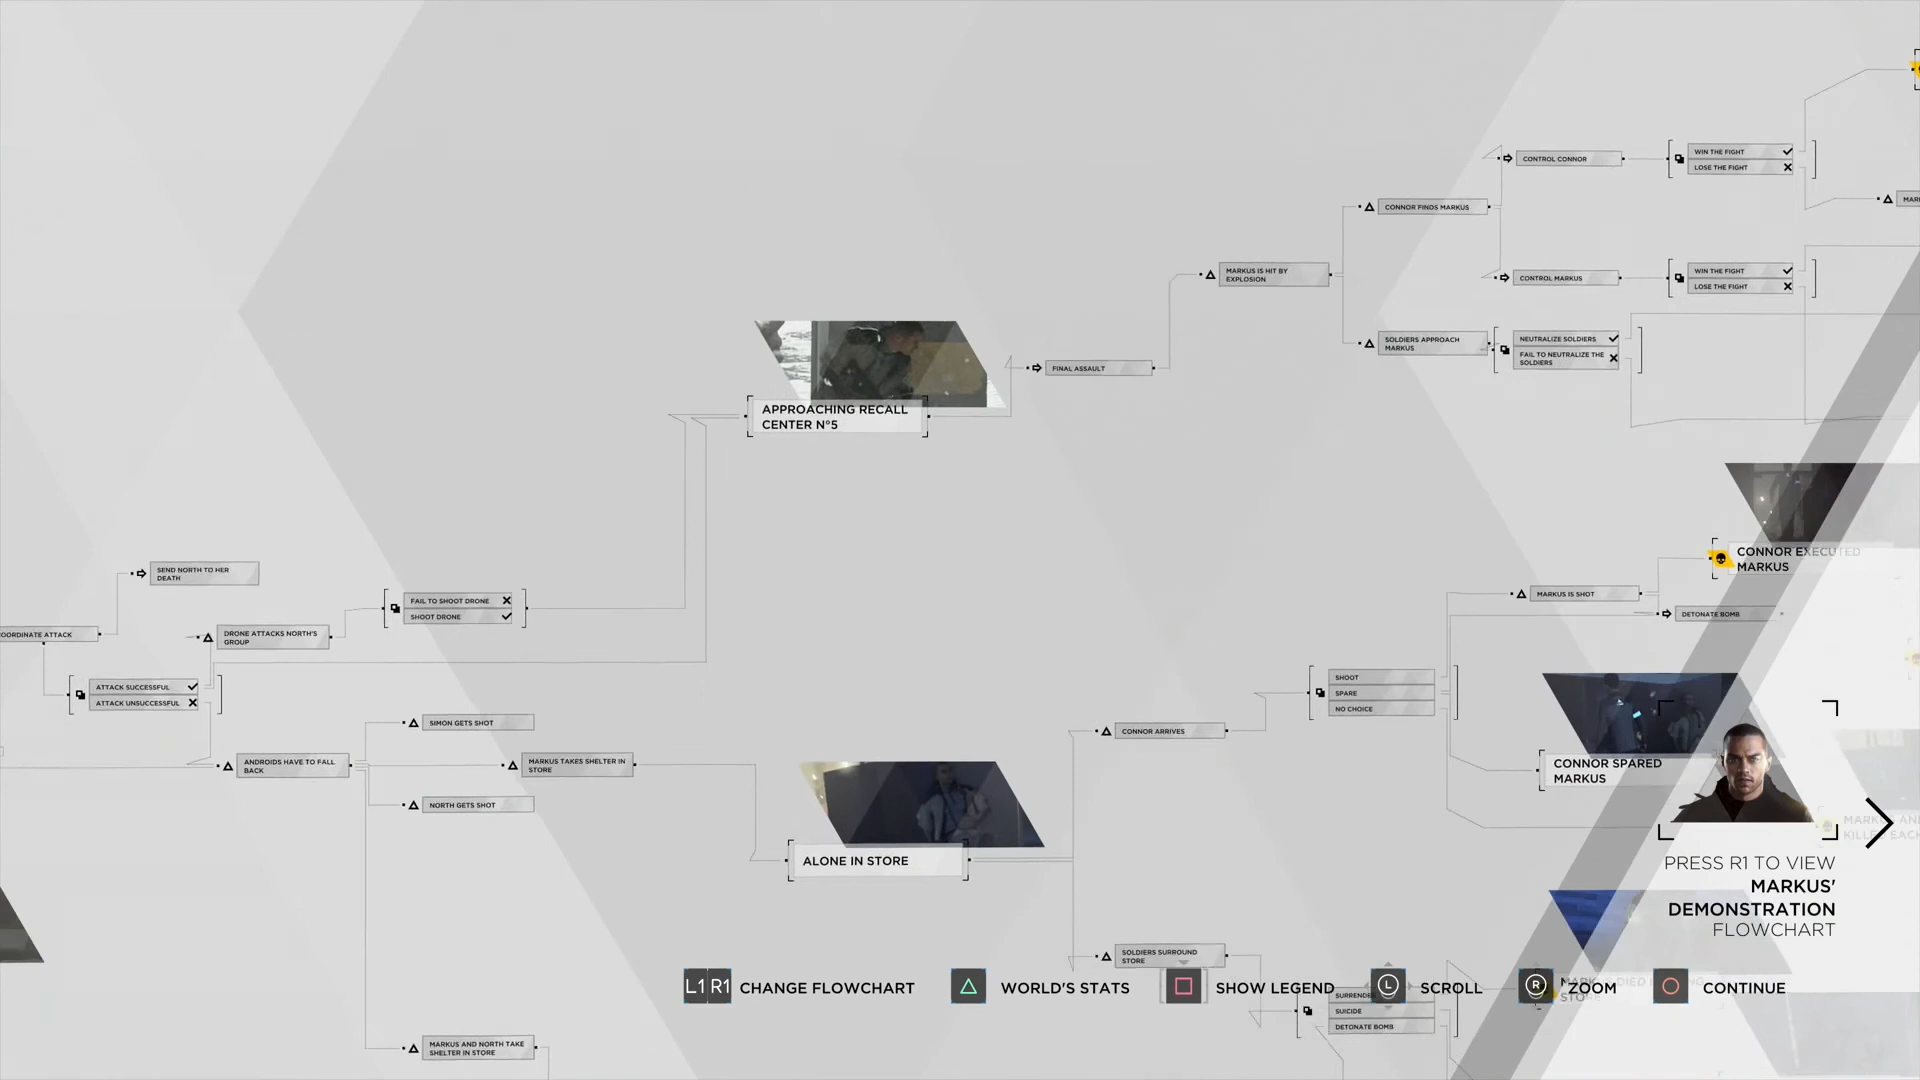 CONTROL CONNOR
WIN THE FIGHT
LOSE THE FIGHT
CONNOR FINDS MARKUS
MARKUS IS HIT BY
EXPLOSION
CONTROL MARKUS
WIN THE FIGHT
LOSE THE FIGHT
SOLDIERS APPROACH
MARKUS
NEUTRALIZE SOLDIERS
FAIL TO NEUTRALIZE THE
SOLDIERS
FINAL ASSAULT
APPROACHING RECALL
CENTER N°5
SEND NORTH TO HER
DEATH
OORDINATE ATTACK
DRONE ATTACKS NORTH'S
GROUP
FAIL TO SHOOT DRONE
SHOOT DRONE
ATTACK SUCCESSFUL
ATTACK UNSUCCESSFUL
SIMON GETS SHOT
ANDROIDS HAVE TO FALL
BACK
MARKUS TAKES SHELTER IN
STORE
NORTH GETS SHOT
MARKUS AND NORTH TAKE
SHELTER IN STORE
ALONE IN STORE
CONNOR ARRIVES
SHOOT
SPARE
NO CHOICE
MARKUS IS SHOT
CONNOR EXECUTED
MARKUS
DETONATE BOMB
CONNOR SPARED
MARKUS
SOLDIERS SURROUND
STORE
SURRENDER
SUICIDE
DETONATE BOMB
PRESS R1 TO VIEW
MARKUS'
DEMONSTRATION
FLOWCHART
L1 R1 CHANGE FLOWCHART
WORLD'S STATS
SHOW LEGEND
L SCROLL
R ZOOM
CONTINUE